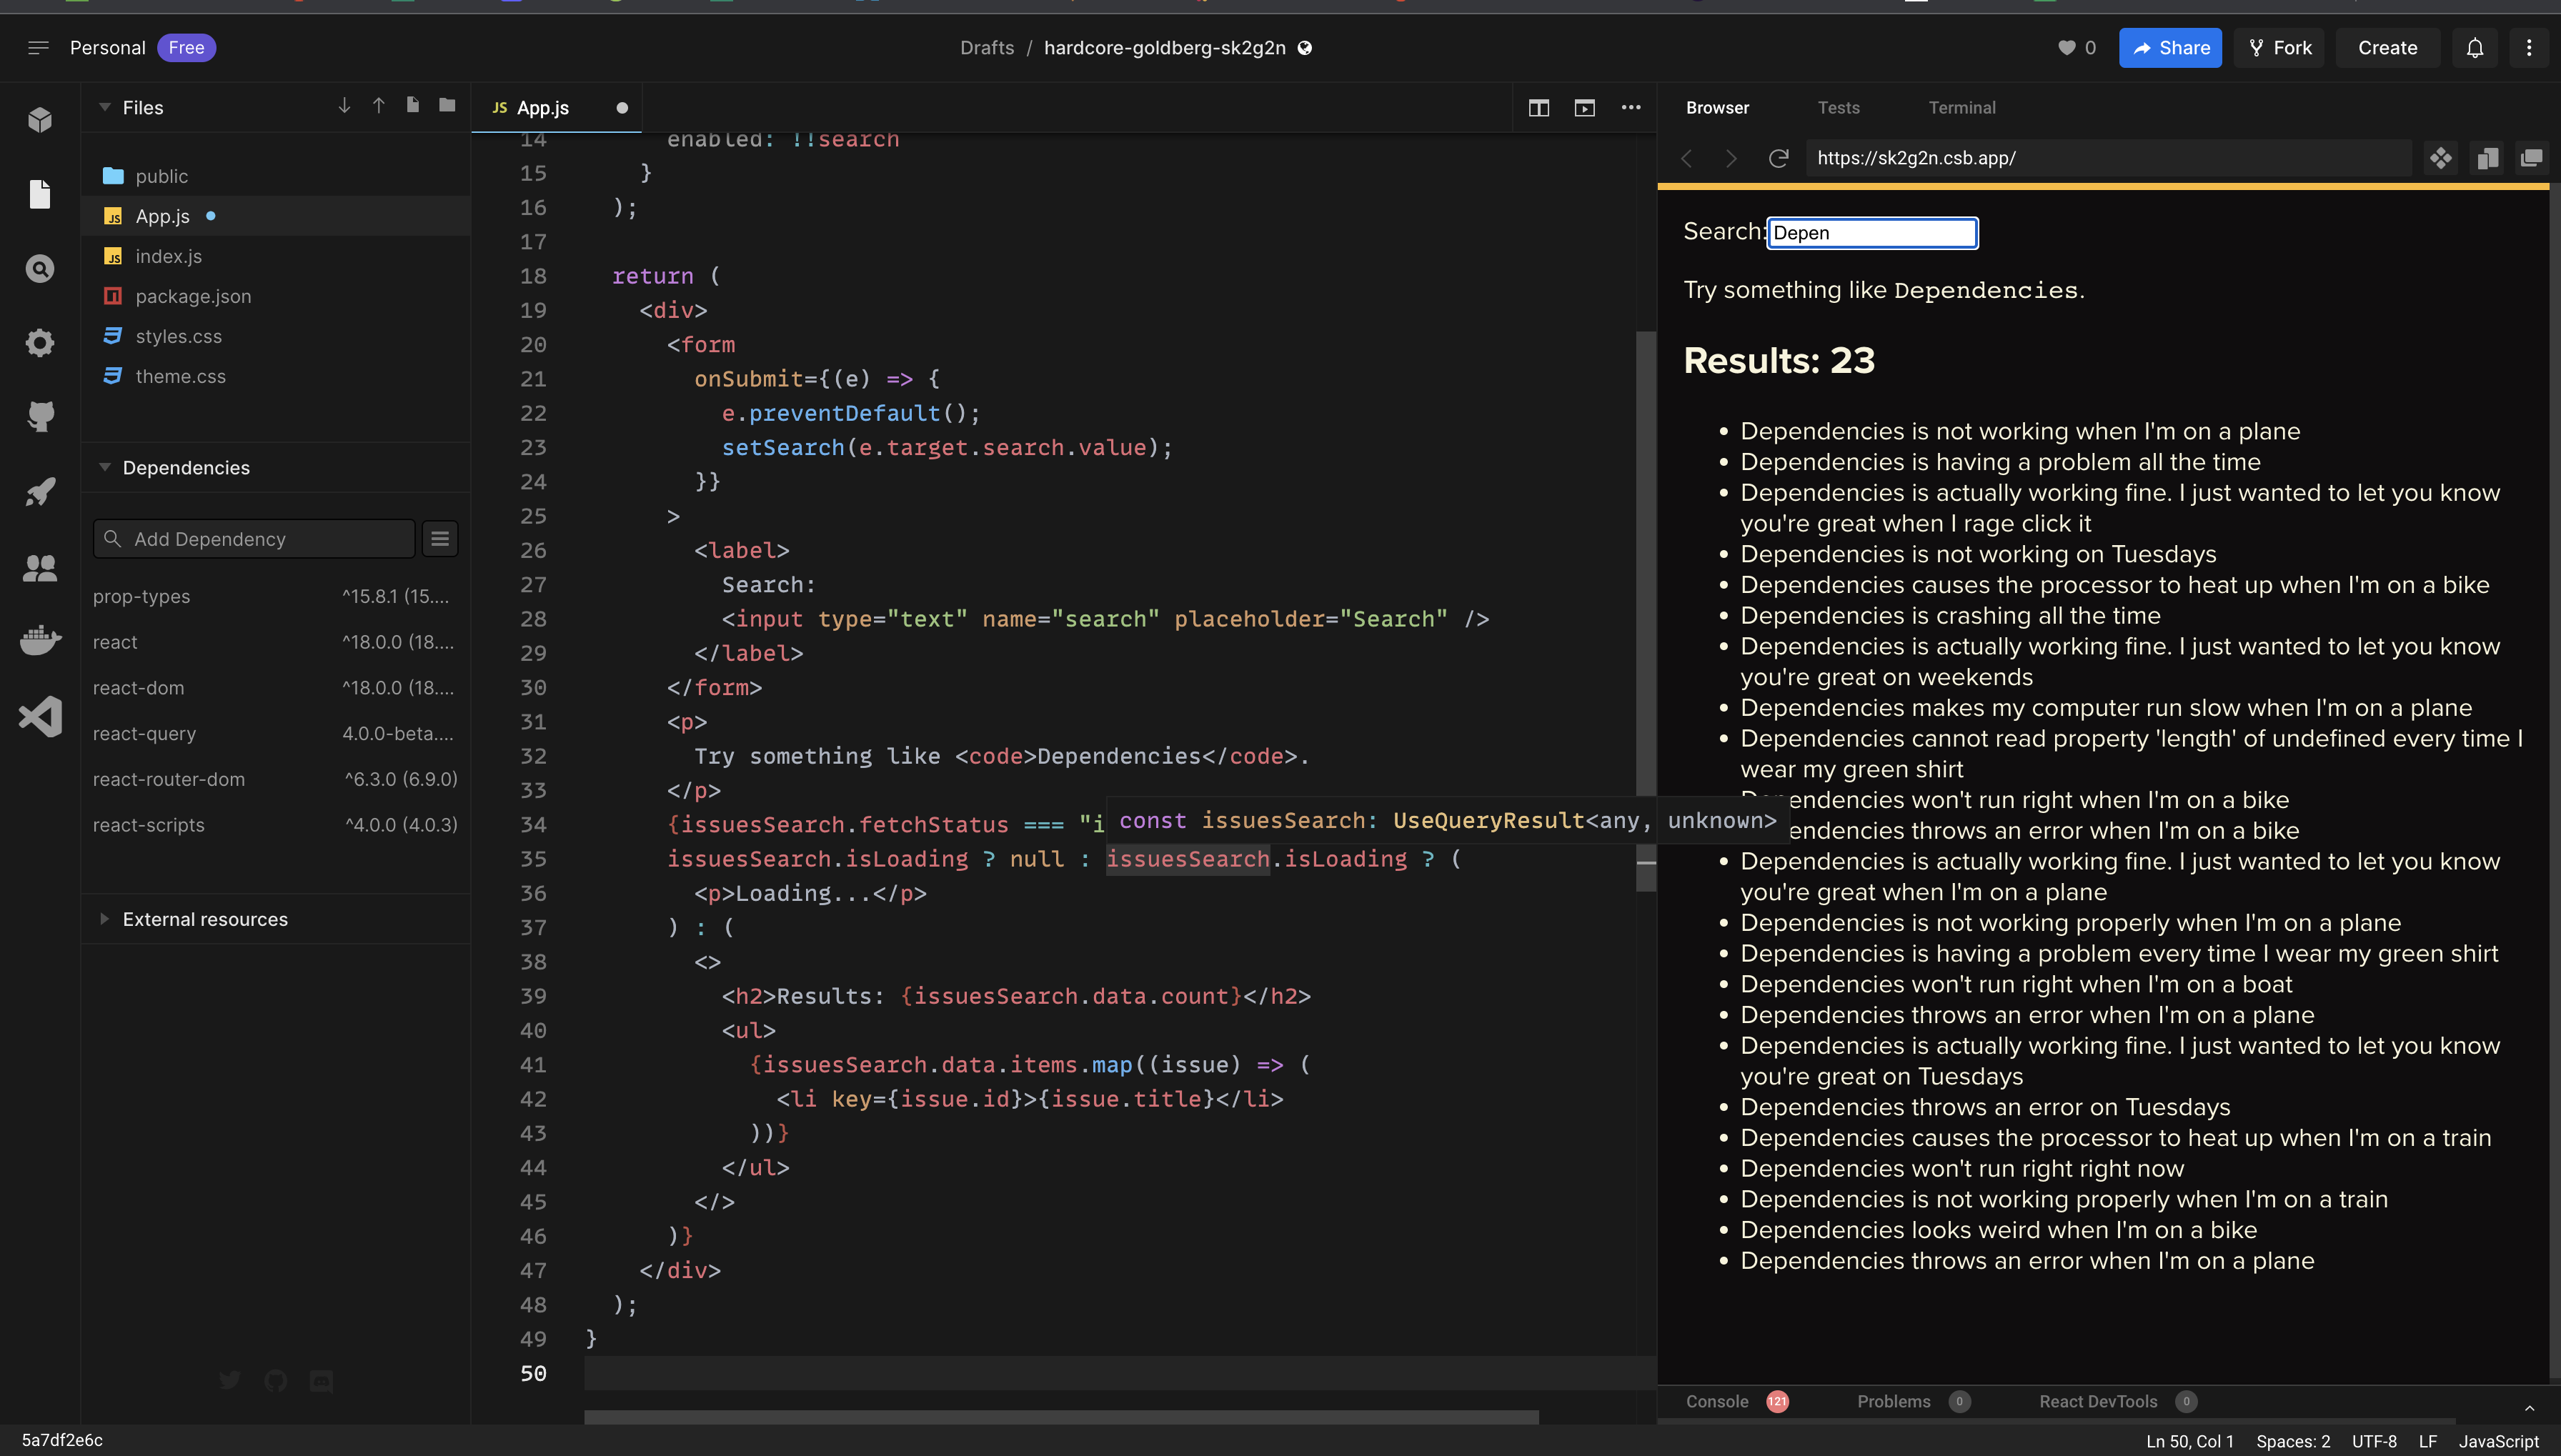 Personal Free
Drafts / hardcore-goldberg-sk2g2n
0 Share Fork Create
Files
public
App.js
index.js
package.json
styles.css
theme.css
Dependencies
Add Dependency
prop-types ^15.8.1 (15....
react ^18.0.0 (18....
react-dom ^18.0.0 (18....
react-query 4.0.0-beta....
react-router-dom ^6.3.0 (6.9.0)
react-scripts ^4.0.0 (4.0.3)
External resources
JS App.js
14 enabled: !!search
15 }
16 );
17
18 return (
19 <div>
20 <form
21 onSubmit={(e) => {
22 e.preventDefault();
23 setSearch(e.target.search.value);
24 }}
25 >
26 <label>
27 Search:
28 <input type="text" name="search" placeholder="Search" />
29 </label>
30 </form>
31 <p>
32 Try something like <code>Dependencies</code>.
33 </p>
34 {issuesSearch.fetchStatus === "i
const issuesSearch: UseQueryResult<any, unknown>
35 issuesSearch.isLoading ? null : issuesSearch.isLoading ? (
36 <p>Loading...</p>
37 ) : (
38 <>
39 <h2>Results: {issuesSearch.data.count}</h2>
40 <ul>
41 {issuesSearch.data.items.map((issue) => (
42 <li key={issue.id}>{issue.title}</li>
43 ))}
44 </ul>
45 </>
46 )}
47 </div>
48 );
49 }
50
Browser Tests Terminal
https://sk2g2n.csb.app/
Search: Depen
Try something like Dependencies.
Results: 23
• Dependencies is not working when I'm on a plane
• Dependencies is having a problem all the time
• Dependencies is actually working fine. I just wanted to let you know
you're great when I rage click it
• Dependencies is not working on Tuesdays
• Dependencies causes the processor to heat up when I'm on a bike
• Dependencies is crashing all the time
• Dependencies is actually working fine. I just wanted to let you know
you're great on weekends
• Dependencies makes my computer run slow when I'm on a plane
• Dependencies cannot read property 'length' of undefined every time I
wear my green shirt
Dependencies won't run right when I'm on a bike
endencies throws an error when I'm on a bike
• Dependencies is actually working fine. I just wanted to let you know
you're great when I'm on a plane
• Dependencies is not working properly when I'm on a plane
• Dependencies is having a problem every time I wear my green shirt
• Dependencies won't run right when I'm on a boat
• Dependencies throws an error when I'm on a plane
• Dependencies is actually working fine. I just wanted to let you know
you're great on Tuesdays
• Dependencies throws an error on Tuesdays
• Dependencies causes the processor to heat up when I'm on a train
• Dependencies won't run right right now
• Dependencies is not working properly when I'm on a train
• Dependencies looks weird when I'm on a bike
• Dependencies throws an error when I'm on a plane
Console 121 Problems 0 React DevTools 0
5a7df2e6c
Ln 50, Col 1 Spaces: 2 UTF-8 LF JavaScript